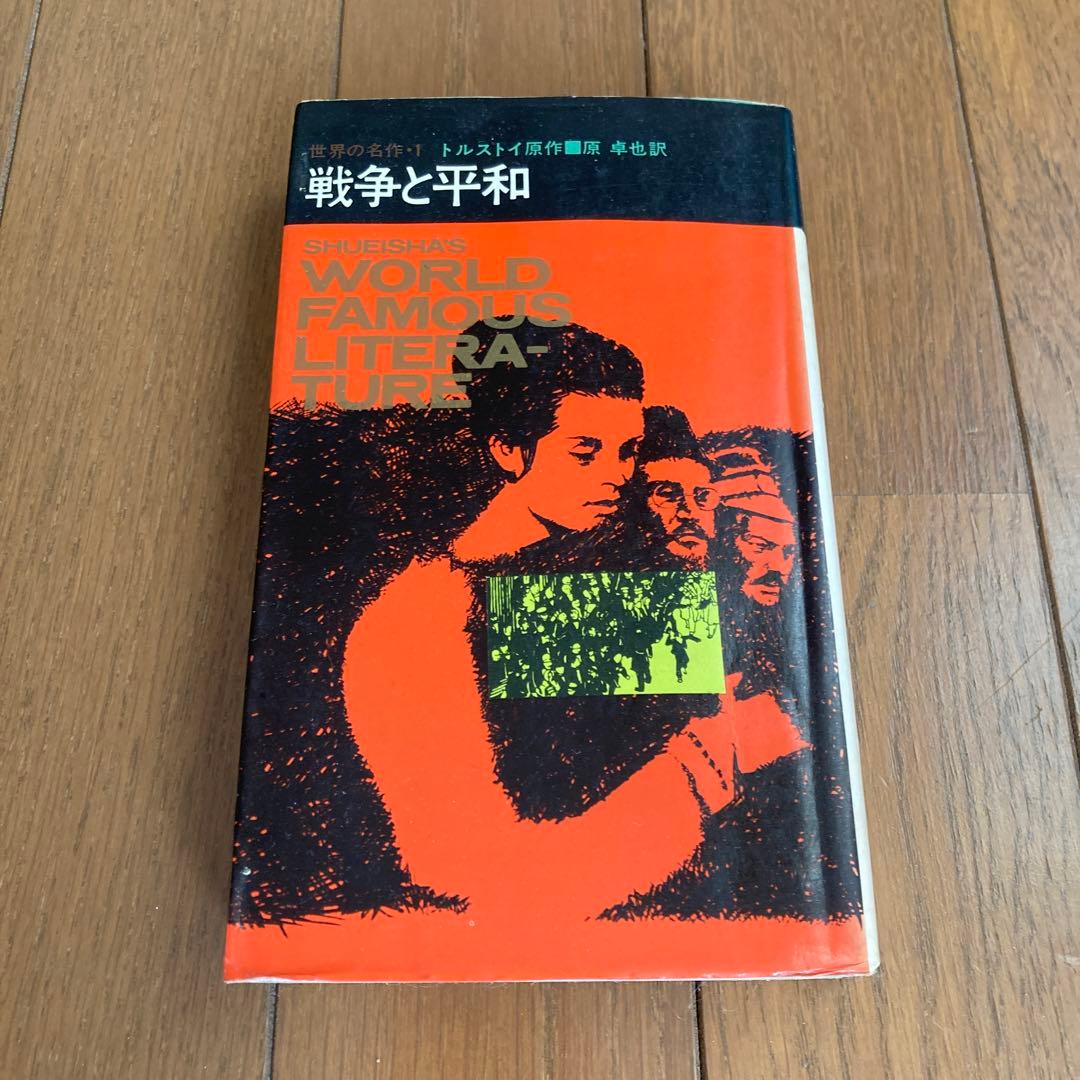 世界の名作・1 トルストイ原作■原 卓也訳
戦争と平和
SHUEISHA'S
WORLD
FAMOUS
LITERA-
TURE